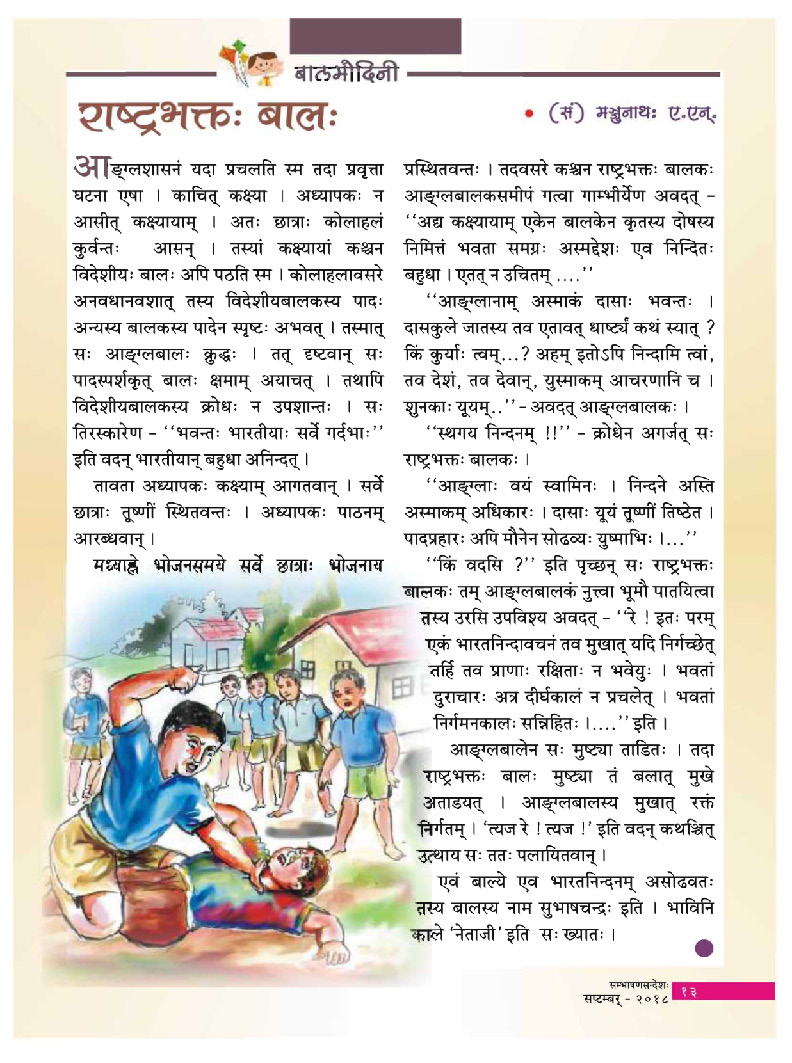 बालमोदिनी
राष्ट्रभक्तः बालः
• (सं) मञ्जुनाथः ए.एन्.
आङ्ग्लशासनं यदा प्रचलति स्म तदा प्रवृत्ता
घटना एषा । काचित् कक्ष्या । अध्यापकः न
आसीत् कक्ष्यायाम् । अतः छात्राः कोलाहलं
कुर्वन्तः आसन् । तस्यां कक्ष्यायां कश्चन
विदेशीयः बालः अपि पठति स्म । कोलाहलावसरे
अनवधानवशात् तस्य विदेशीयबालकस्य पादः
अन्यस्य बालकस्य पादेन स्पृष्टः अभवत् । तस्मात्
सः आङ्ग्लबालः क्रुद्धः । तत् दृष्टवान् सः
पादस्पर्शकृत् बालः क्षमाम् अयाचत् । तथापि
विदेशीयबालकस्य क्रोधः न उपशान्तः । सः
तिरस्कारेण – ‘‘भवन्तः भारतीयाः सर्वे गर्दभाः’’
इति वदन् भारतीयान् बहुधा अनिन्दत् ।
तावता अध्यापकः कक्ष्याम् आगतवान् । सर्वे
छात्राः तूष्णीं स्थितवन्तः । अध्यापकः पाठनम्
आरब्धवान् ।
मध्याह्ने भोजनसमये सर्वे छात्राः भोजनाय
प्रस्थितवन्तः । तदवसरे कश्चन राष्ट्रभक्तः बालकः
आङ्ग्लबालकसमीपं गत्वा गाम्भीर्येण अवदत् –
‘‘अद्य कक्ष्यायाम् एकेन बालकेन कृतस्य दोषस्य
निमित्तं भवता समग्रः अस्मद्देशः एव निन्दितः
बहुधा । एतत् न उचितम् ....’’
‘‘आङ्ग्लानाम् अस्माकं दासाः भवन्तः ।
दासकुले जातस्य तव एतावत् धार्ष्ट्यं कथं स्यात् ?
किं कुर्याः त्वम्...? अहम् इतोऽपि निन्दामि त्वां,
तव देशं, तव देवान्, युस्माकम् आचरणानि च ।
शुनकाः यूयम्..’’ – अवदत् आङ्ग्लबालकः ।
‘‘स्थगय निन्दनम् !!’’ – क्रोधेन अगर्जत् सः
राष्ट्रभक्तः बालकः ।
‘‘आङ्ग्लाः वयं स्वामिनः । निन्दने अस्ति
अस्माकम् अधिकारः । दासाः यूयं तूष्णीं तिष्ठेत ।
पादप्रहारः अपि मौनेन सोढव्यः युष्माभिः ।...’’
‘‘किं वदसि ?’’ इति पृच्छन् सः राष्ट्रभक्तः
बालकः तम् आङ्ग्लबालकं नुत्त्वा भूमौ पातयित्वा
तस्य उरसि उपविश्य अवदत् – ‘‘रे ! इतः परम्
एकं भारतनिन्दावचनं तव मुखात् यदि निर्गच्छेत्
तर्हि तव प्राणाः रक्षिताः न भवेयुः । भवतां
दुराचारः अत्र दीर्घकालं न प्रचलेत् । भवतां
निर्गमनकालः सन्निहितः ।....’’ इति ।
आङ्ग्लबालेन सः मुष्ट्या ताडितः । तदा
राष्ट्रभक्तः बालः मुष्ट्या तं बलात् मुखे
अताडयत् । आङ्ग्लबालस्य मुखात् रक्तं
निर्गतम् । ‘त्यज रे ! त्यज !’ इति वदन् कथञ्चित्
उत्थाय सः ततः पलायितवान् ।
एवं बाल्ये एव भारतनिन्दनम् असोढवतः
तस्य बालस्य नाम सुभाषचन्द्रः इति । भाविनि
काले ‘नेताजी’ इति सः ख्यातः ।
सम्भाषणसन्देशः
सप्टम्बर् – २०१८ १३